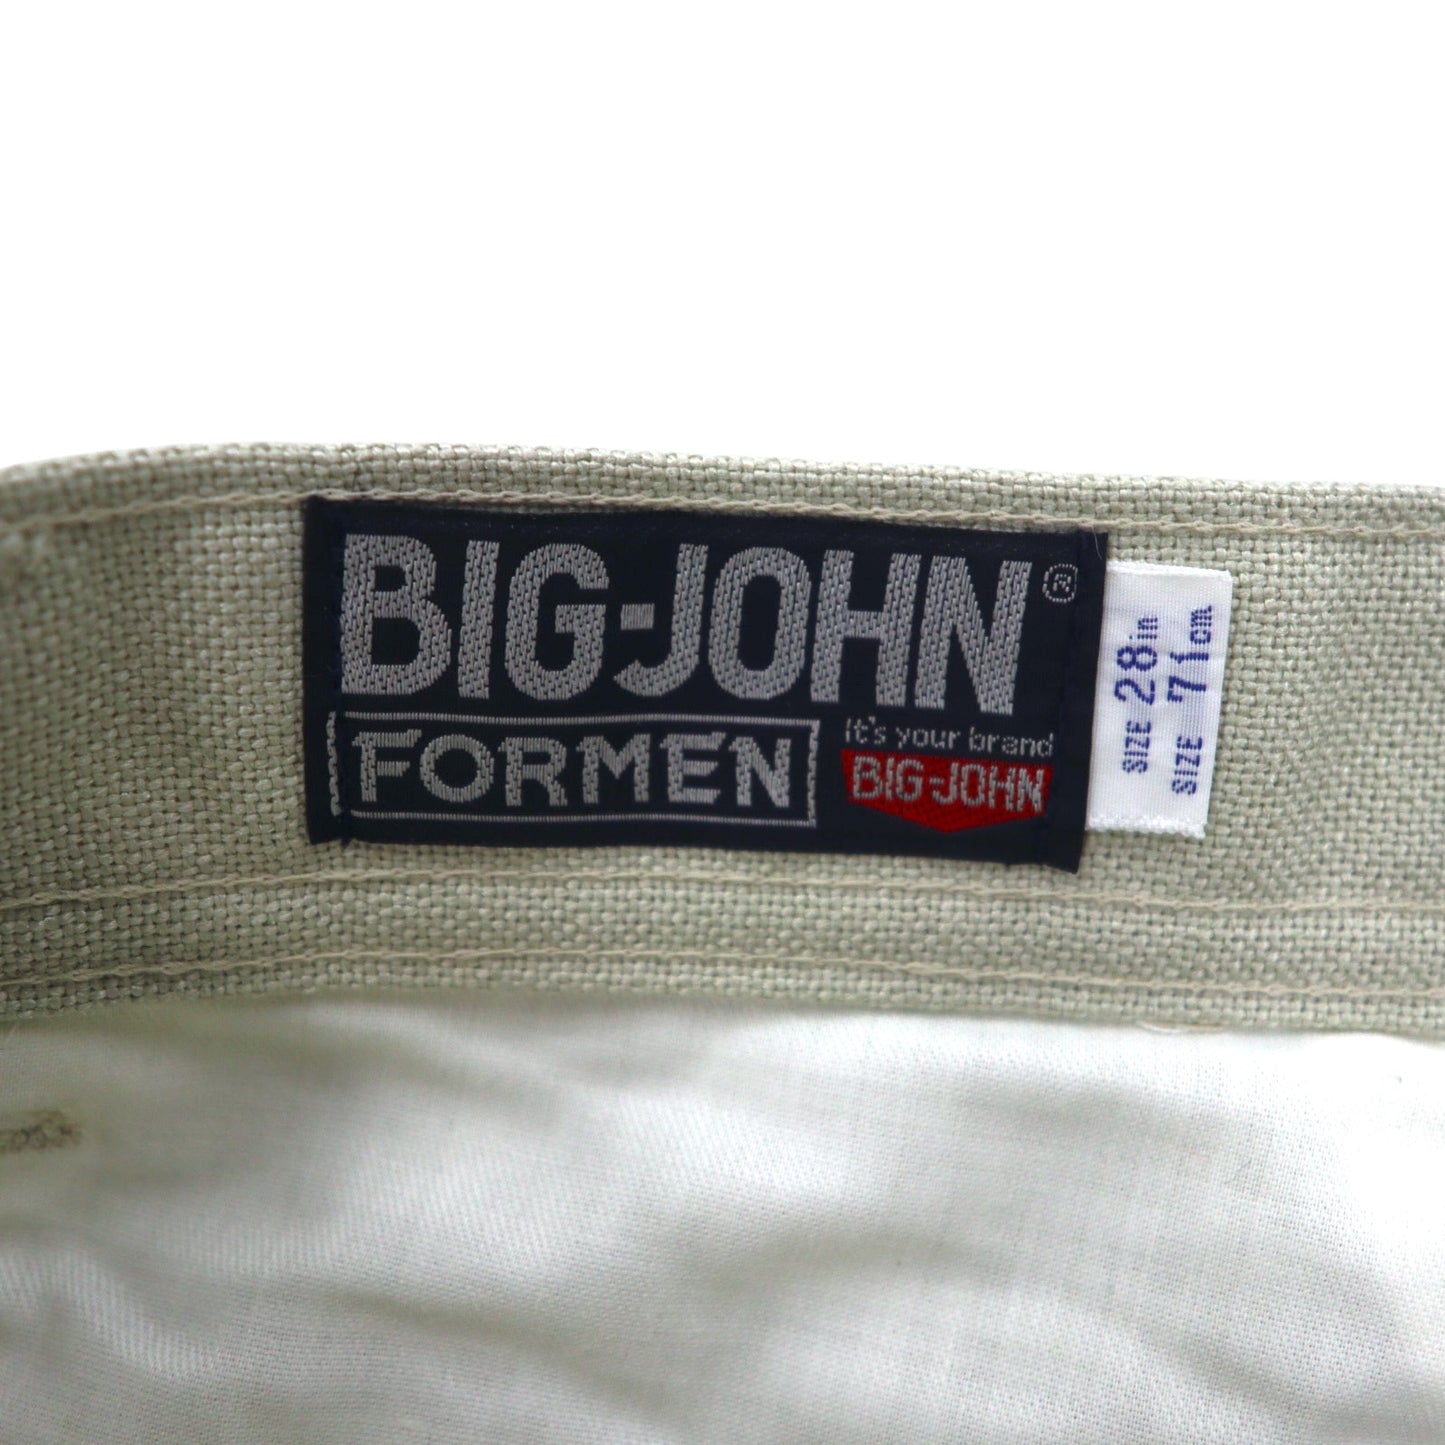 BIG-JOHN®
FORMEN
it's your brand
BIG-JOHN
SIZE 28in
SIZE 71cm